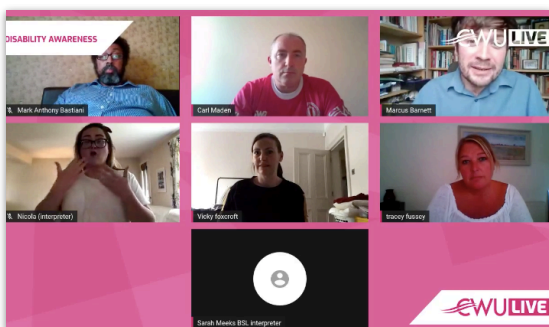 DISABILITY AWARENESS
CWU LIVE
Mark Anthony Bastiani
Carl Maden
Marcus Barnett
Nicola (interpreter)
Vicky foxcroft
tracey fussey
Sarah Meeks BSL interpreter
CWU LIVE